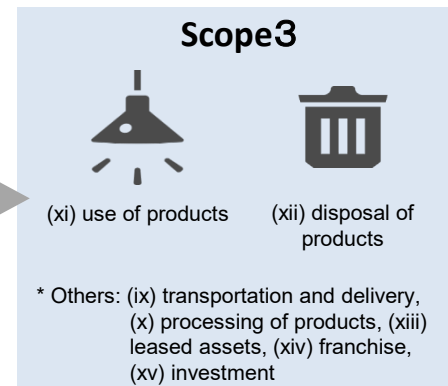 Scope3
(xi) use of products
(xii) disposal of
products
* Others: (ix) transportation and delivery,
(x) processing of products, (xiii)
leased assets, (xiv) franchise,
(xv) investment